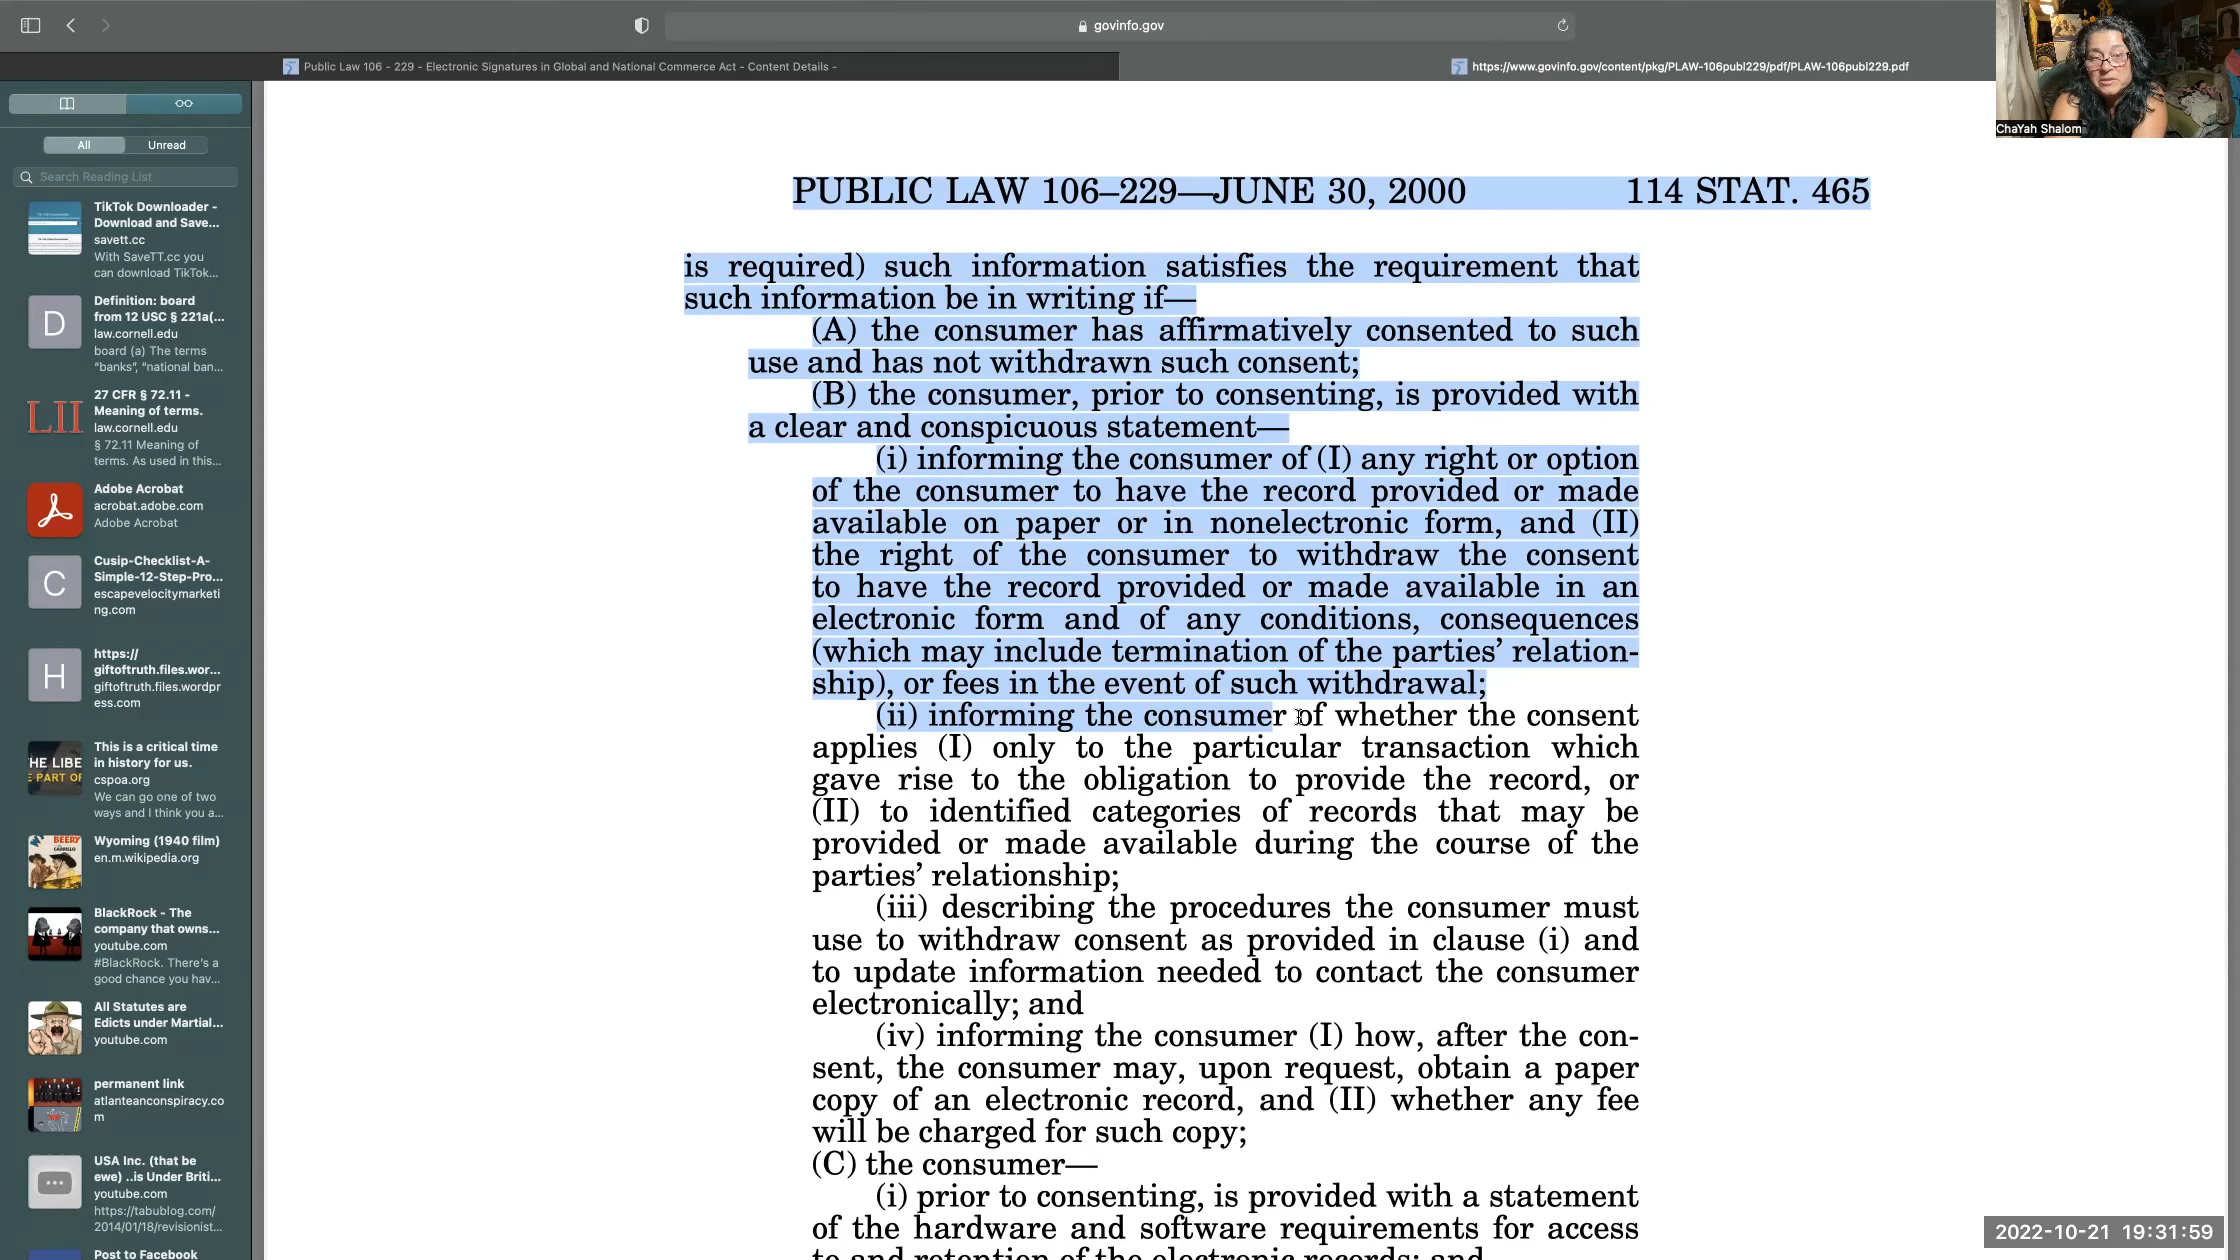 govinfo.gov
Public Law 106 - 229 - Electronic Signatures in Global and National Commerce Act - Content Details -
https://www.govinfo.gov/content/pkg/PLAW-106publ229/pdf/PLAW-106publ229.pdf
ChaYah Shalom
All
Unread
Search Reading List
TikTok Downloader -
Download and Save...
savett.cc
With SaveTT.cc you
can download TikTok...
D
Definition: board
from 12 USC § 221a(...
law.cornell.edu
board (a) The terms
"banks", "national ban...
LII
27 CFR § 72.11 -
Meaning of terms.
law.cornell.edu
§ 72.11 Meaning of
terms. As used in this...
Adobe Acrobat
acrobat.adobe.com
Adobe Acrobat
C
Cusip-Checklist-A-
Simple-12-Step-Pro...
escapevelocitymarketi
ng.com
H
https://
giftoftruth.files.wor...
giftoftruth.files.wordpr
ess.com
HE LIBE
E PART OF
This is a critical time
in history for us.
cspoa.org
We can go one of two
ways and I think you a...
BEERY
CARRILLO
Wyoming (1940 film)
en.m.wikipedia.org
BlackRock - The
company that owns...
youtube.com
#BlackRock. There's a
good chance you hav...
All Statutes are
Edicts under Martial...
youtube.com
permanent link
atlanteanconspiracy.co
m
USA Inc. (that be
ewe) ..is Under Briti...
youtube.com
https://tabublog.com/
2014/01/18/revisionist...
Post to Facebook
PUBLIC LAW 106–229—JUNE 30, 2000 114 STAT. 465
is required) such information satisfies the requirement that
such information be in writing if—
(A) the consumer has affirmatively consented to such
use and has not withdrawn such consent;
(B) the consumer, prior to consenting, is provided with
a clear and conspicuous statement—
(i) informing the consumer of (I) any right or option
of the consumer to have the record provided or made
available on paper or in nonelectronic form, and (II)
the right of the consumer to withdraw the consent
to have the record provided or made available in an
electronic form and of any conditions, consequences
(which may include termination of the parties' relation-
ship), or fees in the event of such withdrawal;
(ii) informing the consumer of whether the consent
applies (I) only to the particular transaction which
gave rise to the obligation to provide the record, or
(II) to identified categories of records that may be
provided or made available during the course of the
parties' relationship;
(iii) describing the procedures the consumer must
use to withdraw consent as provided in clause (i) and
to update information needed to contact the consumer
electronically; and
(iv) informing the consumer (I) how, after the con-
sent, the consumer may, upon request, obtain a paper
copy of an electronic record, and (II) whether any fee
will be charged for such copy;
(C) the consumer—
(i) prior to consenting, is provided with a statement
of the hardware and software requirements for access
to and retention of the electronic records; and
2022-10-21 19:31:59